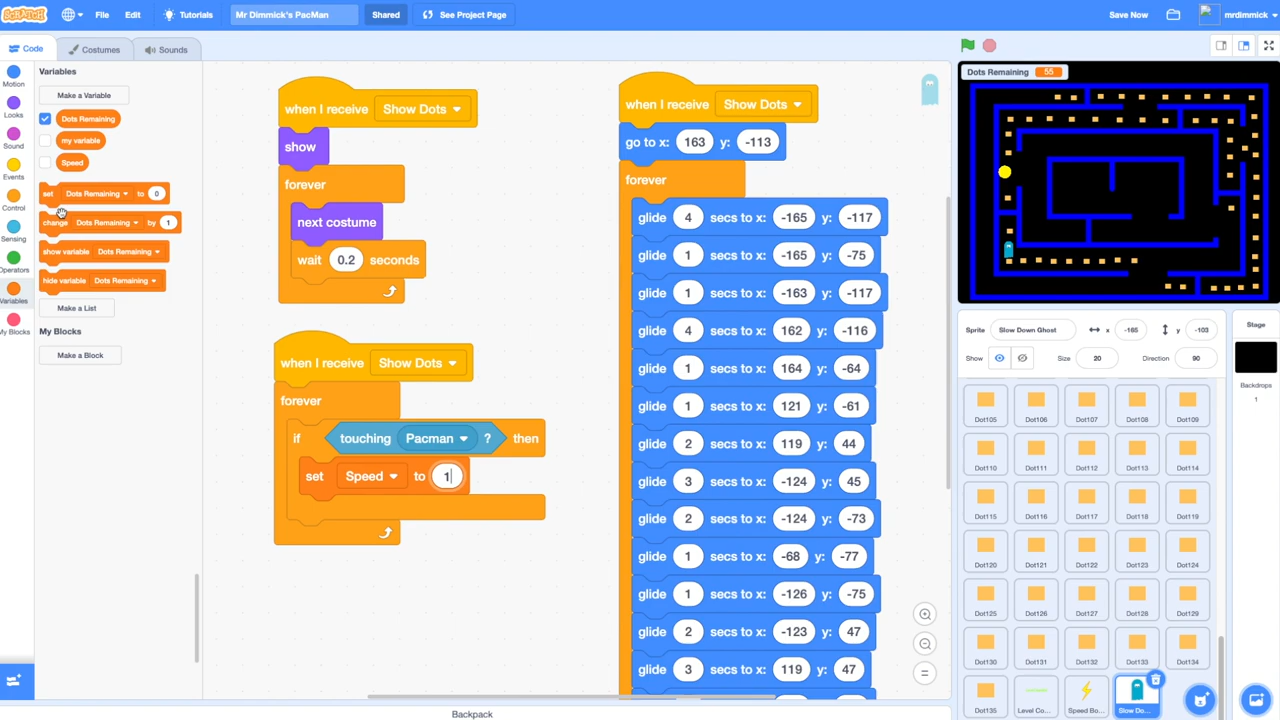 SCRATCH File Edit Tutorials Mr Dimmick's PacMan Shared See Project Page Save Now mrdimmick
Code Costumes Sounds
Motion
Looks
Sound
Events
Control
Sensing
Operators
Variables
My Blocks
Variables
Make a Variable
Dots Remaining
my variable
Speed
set Dots Remaining to 0
change Dots Remaining by 1
show variable Dots Remaining
hide variable Dots Remaining
Make a List
My Blocks
Make a Block
when I receive Show Dots
show
forever
next costume
wait 0.2 seconds
when I receive Show Dots
forever
if touching Pacman ? then
set Speed to 1
when I receive Show Dots
go to x: 163 y: -113
forever
glide 4 secs to x: -165 y: -117
glide 1 secs to x: -165 y: -75
glide 1 secs to x: -163 y: -117
glide 4 secs to x: 162 y: -116
glide 1 secs to x: 164 y: -64
glide 1 secs to x: 121 y: -61
glide 2 secs to x: 119 y: 44
glide 3 secs to x: -124 y: 45
glide 2 secs to x: -124 y: -73
glide 1 secs to x: -68 y: -77
glide 1 secs to x: -126 y: -75
glide 2 secs to x: -123 y: 47
glide 3 secs to x: 119 y: 47
Backpack
Dots Remaining 55
Sprite Slow Down Ghost x -165 y -103
Show Size 20 Direction 90
Dot105 Dot106 Dot107 Dot108 Dot109
Dot110 Dot111 Dot112 Dot113 Dot114
Dot115 Dot116 Dot117 Dot118 Dot119
Dot120 Dot121 Dot122 Dot123 Dot124
Dot125 Dot126 Dot127 Dot128 Dot129
Dot130 Dot131 Dot132 Dot133 Dot134
Dot135 Level Co... Speed Bo... Slow Do...
Stage
Backdrops
1